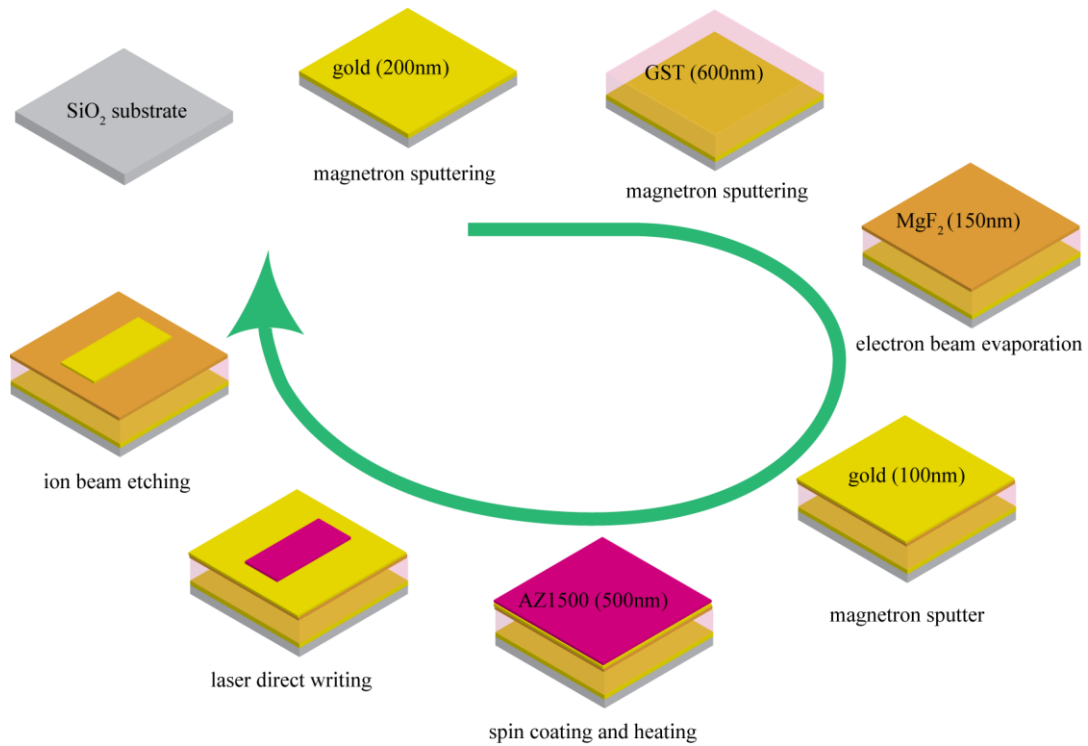 SiO₂ substrate
gold (200nm)
magnetron sputtering
GST (600nm)
magnetron sputtering
MgF₂ (150nm)
electron beam evaporation
gold (100nm)
magnetron sputter
AZ1500 (500nm)
spin coating and heating
laser direct writing
ion beam etching